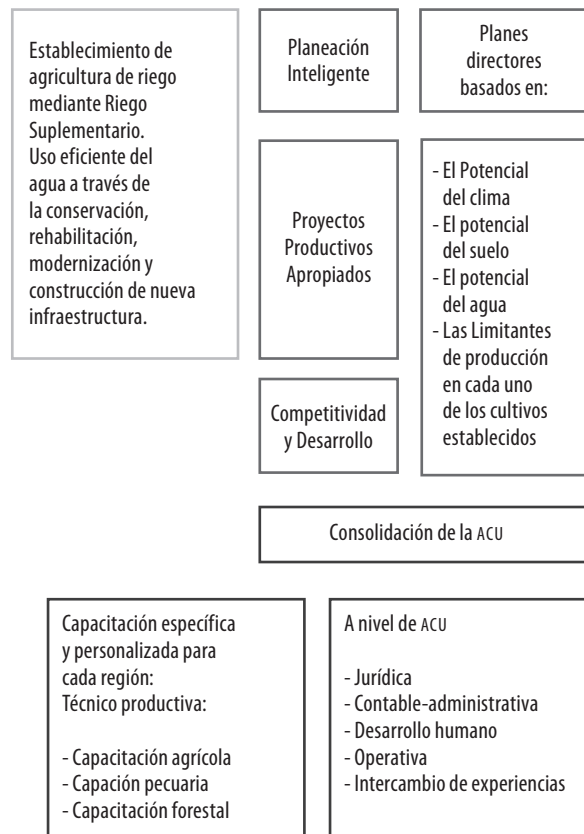 Establecimiento de
agricultura de riego
mediante Riego
Suplementario.
Uso eficiente del
agua a través de
la conservación,
rehabilitación,
modernización y
construcción de nueva
infraestructura.
Planeación
Inteligente
Planes
directores
basados en:
Proyectos
Productivos
Apropiados
- El Potencial
del clima
- El potencial
del suelo
- El potencial
del agua
- Las Limitantes
de producción
en cada uno
de los cultivos
establecidos
Competitividad
y Desarrollo
Consolidación de la ACU
Capacitación específica
y personalizada para
cada región:
Técnico productiva:
- Capacitación agrícola
- Capación pecuaria
- Capacitación forestal
A nivel de ACU
- Jurídica
- Contable-administrativa
- Desarrollo humano
- Operativa
- Intercambio de experiencias